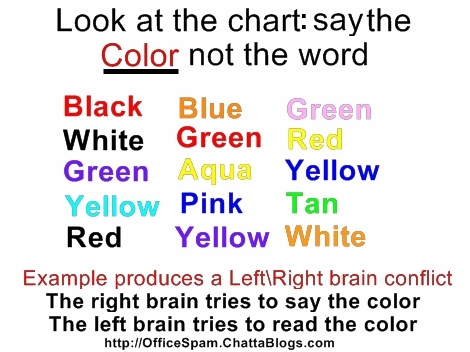 Look at the chart: say the
Color not the word
Black Blue Green
White Green Red
Green Aqua Yellow
Yellow Pink Tan
Red Yellow White
Example produces a Left\Right brain conflict
The right brain tries to say the color
The left brain tries to read the color
http://OfficeSpam.ChattaBlogs.com